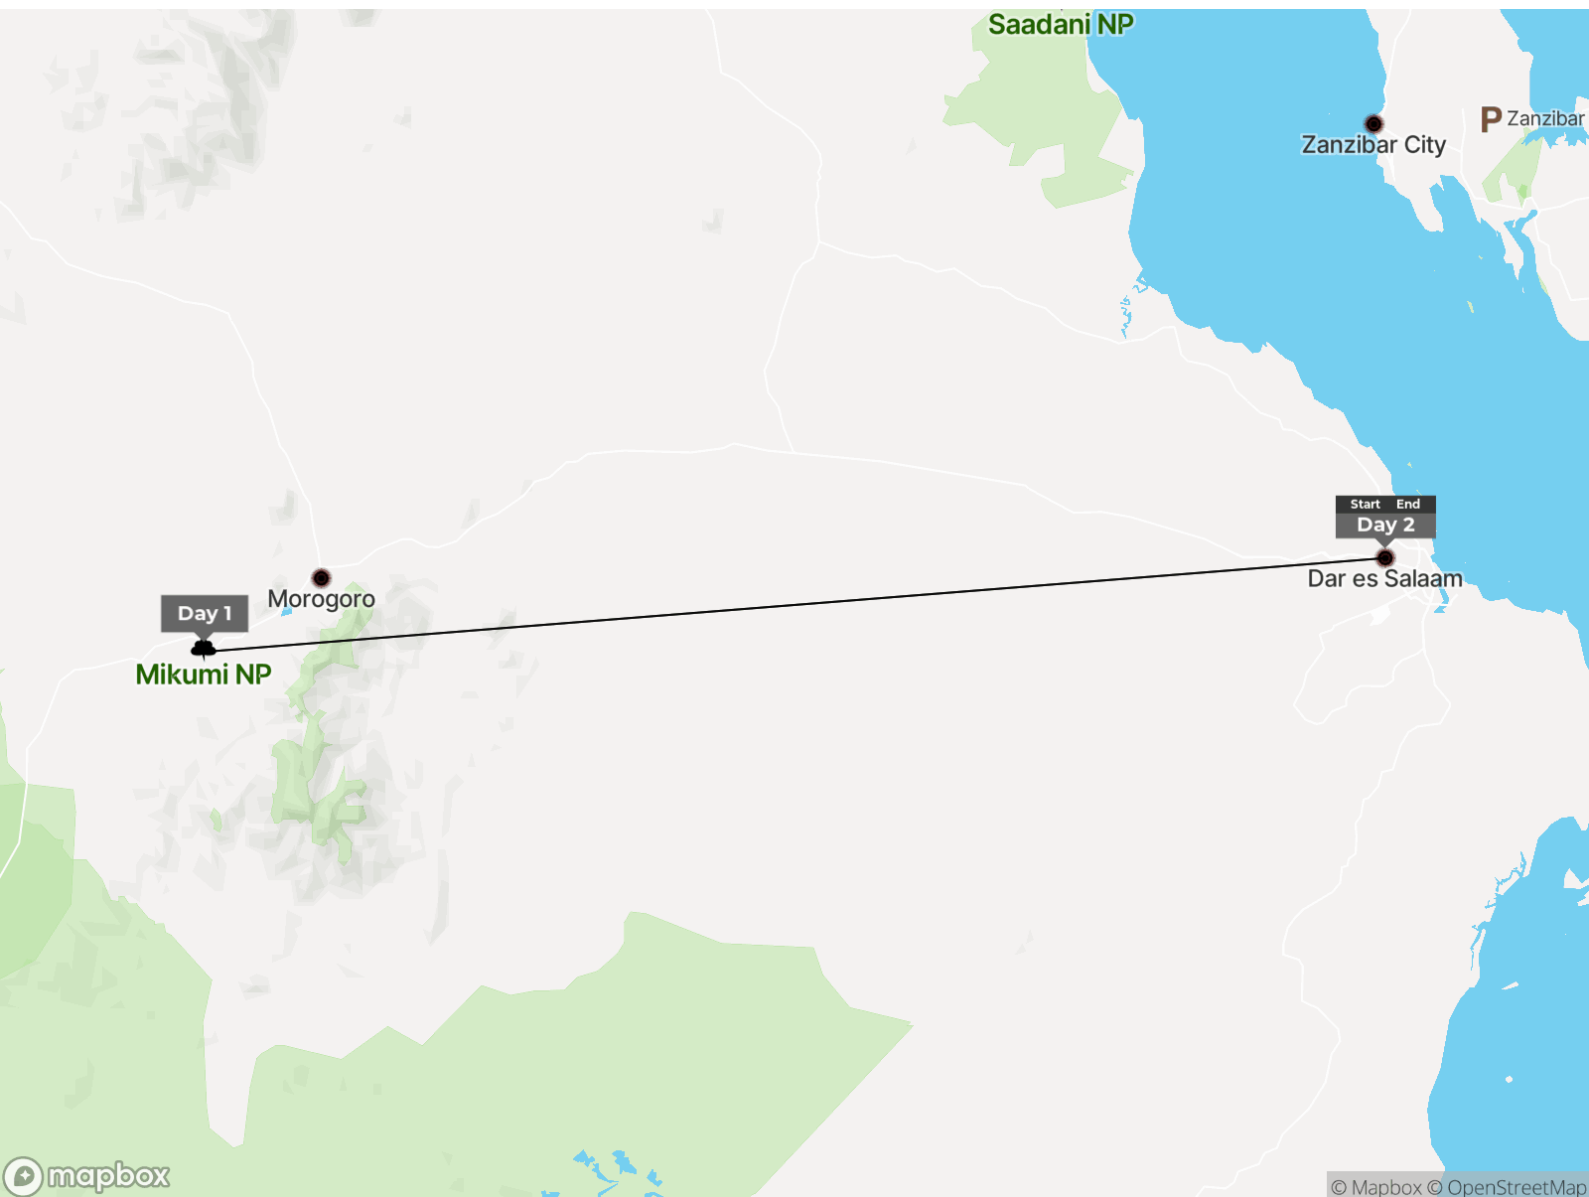 Saadani NP
Zanzibar
Zanzibar City
Start End
Day 2
Dar es Salaam
Morogoro
Day 1
Mikumi NP
mapbox
© Mapbox © OpenStreetMap